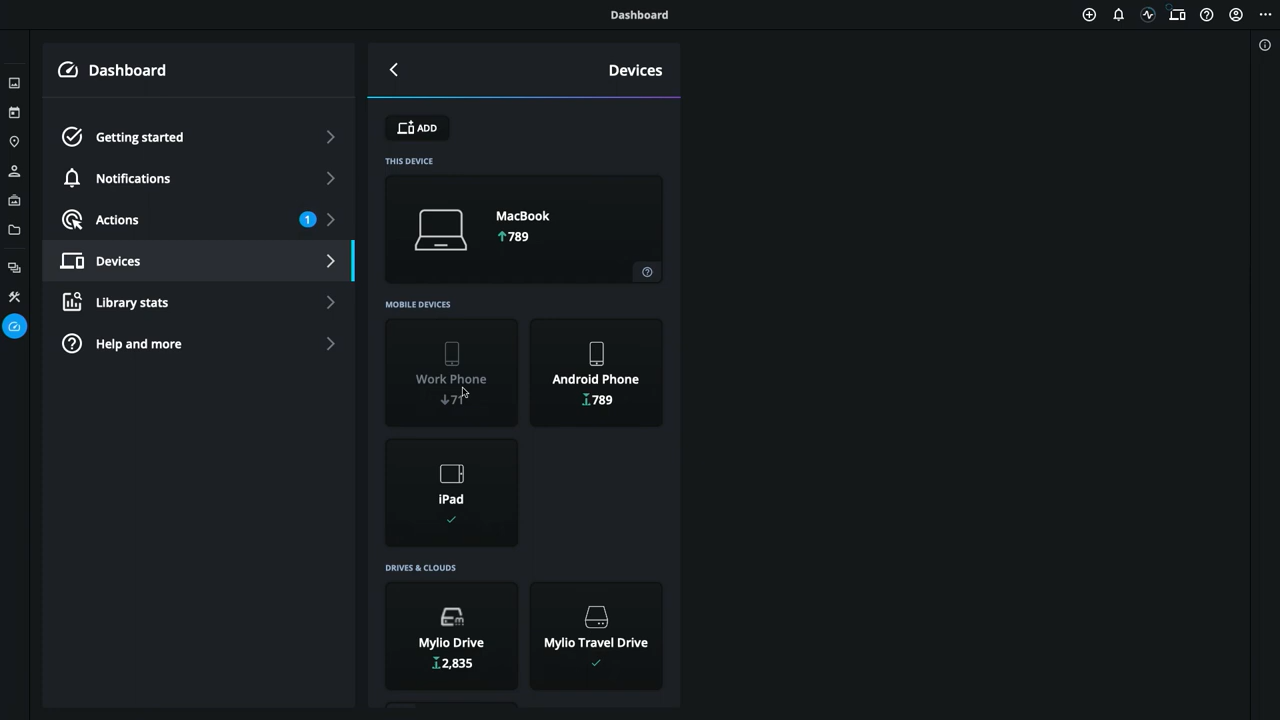 Dashboard
Dashboard
Getting started
Notifications
Actions
1
Devices
Library stats
Help and more
Devices
ADD
THIS DEVICE
MacBook
789
MOBILE DEVICES
Work Phone
71
Android Phone
789
iPad
DRIVES & CLOUDS
Mylio Drive
2,835
Mylio Travel Drive